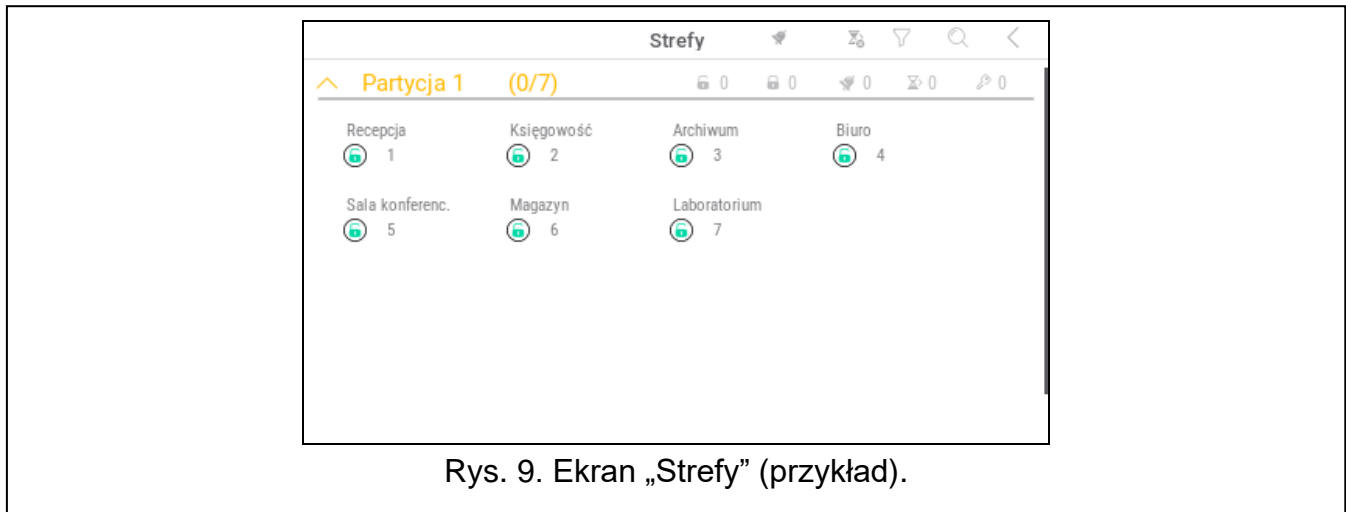 Strefy
Partycja 1 (0/7) 0 0 0 0 0
Recepcja Księgowość Archiwum Biuro
1 2 3 4
Sala konferenc. Magazyn Laboratorium
5 6 7
Rys. 9. Ekran „Strefy” (przykład).